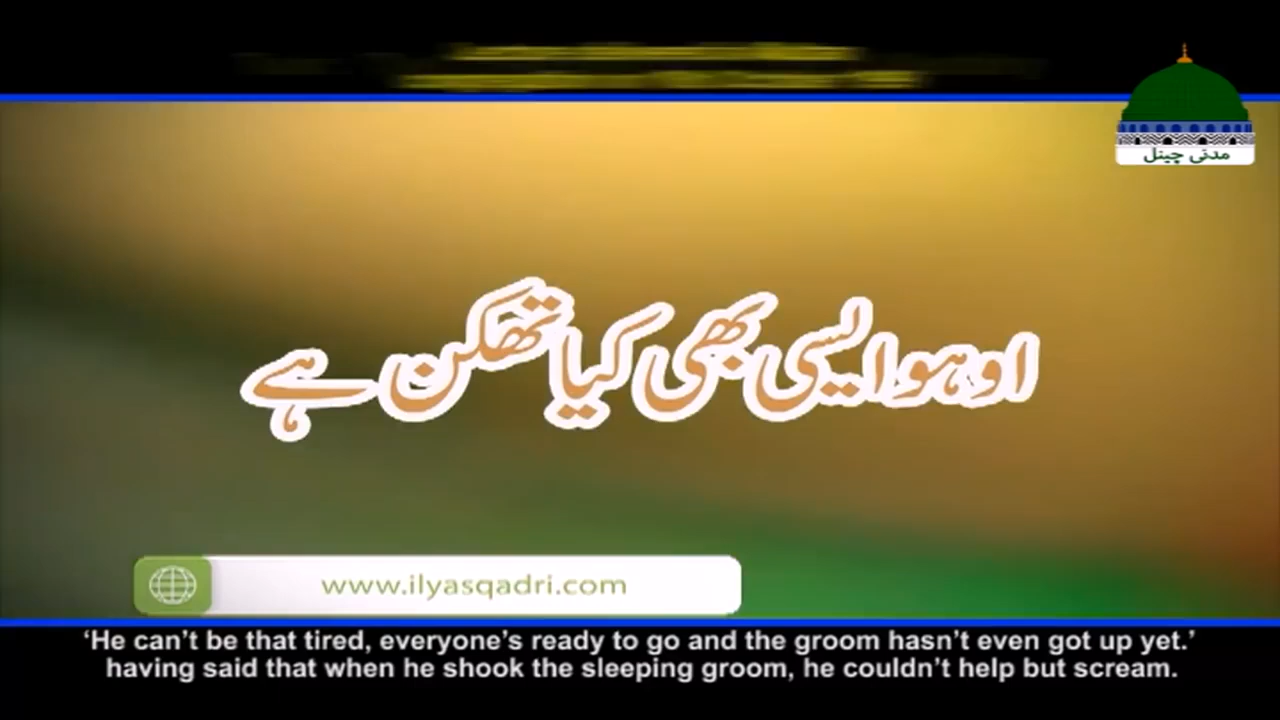 مدنی چینل
اوہو ایسی بھی کیا تھکن ہے
www.ilyasqadri.com
‘He can’t be that tired, everyone’s ready to go and the groom hasn’t even got up yet.’
having said that when he shook the sleeping groom, he couldn’t help but scream.